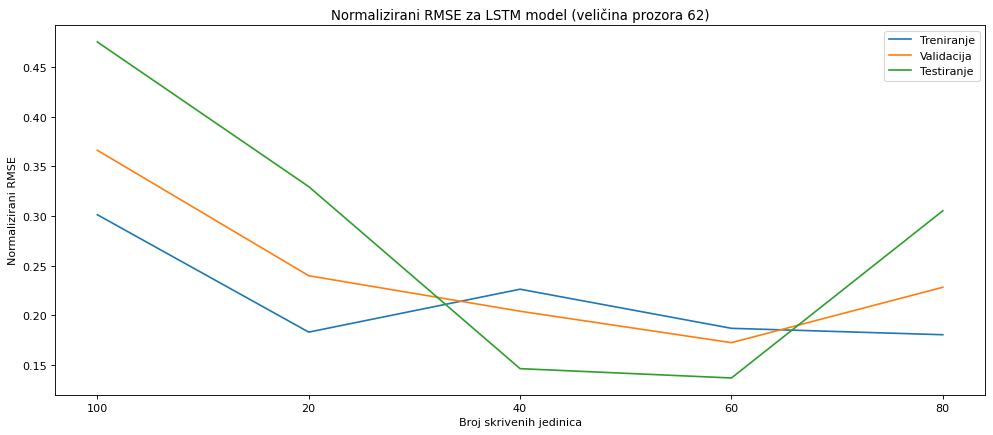 Normalizirani RMSE za LSTM model (veličina prozora 62)
Treniranje
Validacija
Testiranje
Normalizirani RMSE
0.45
0.40
0.35
0.30
0.25
0.20
0.15
100 20 40 60 80
Broj skrivenih jedinica